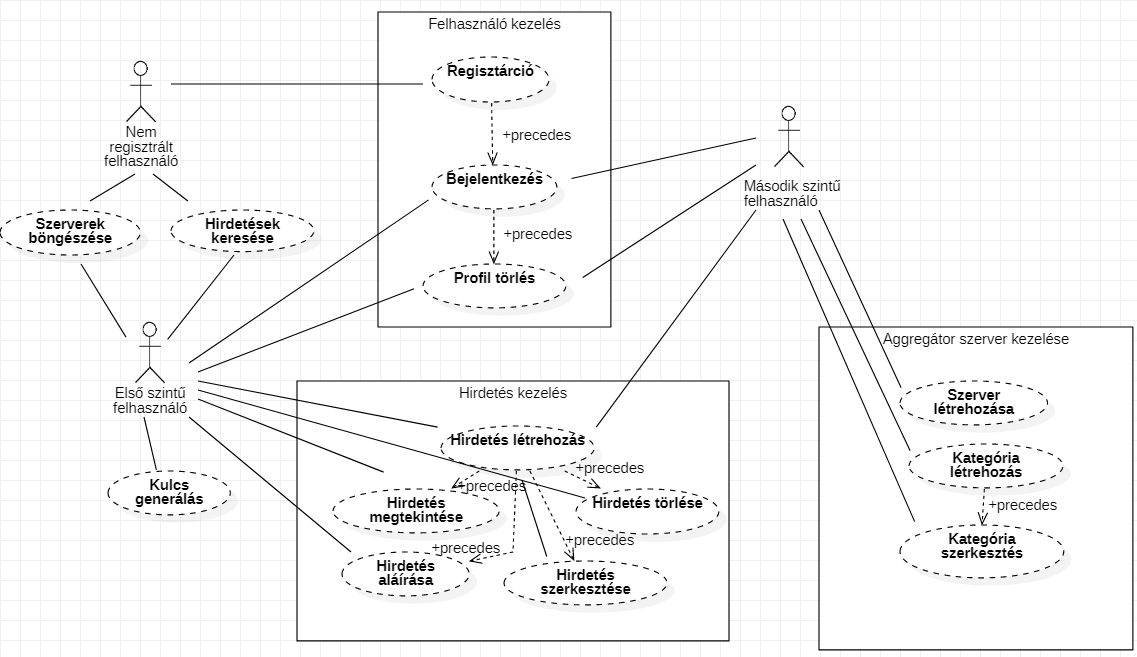 Felhasználó kezelés
Regisztárció
+precedes
Bejelentkezés
+precedes
Profil törlés
Nem
regisztrált
felhasználó
Szerverek
böngészése
Hirdetések
keresése
Második szintű
felhasználó
Első szintű
felhasználó
Kulcs
generálás
Hirdetés kezelés
Hirdetés létrehozás
+precedes
+precedes
Hirdetés
megtekintése
Hirdetés törlése
+precedes
+precedes
Hirdetés
aláírása
Hirdetés
szerkesztése
Aggregátor szerver kezelése
Szerver
létrehozása
Kategória
létrehozás
+precedes
Kategória
szerkesztés